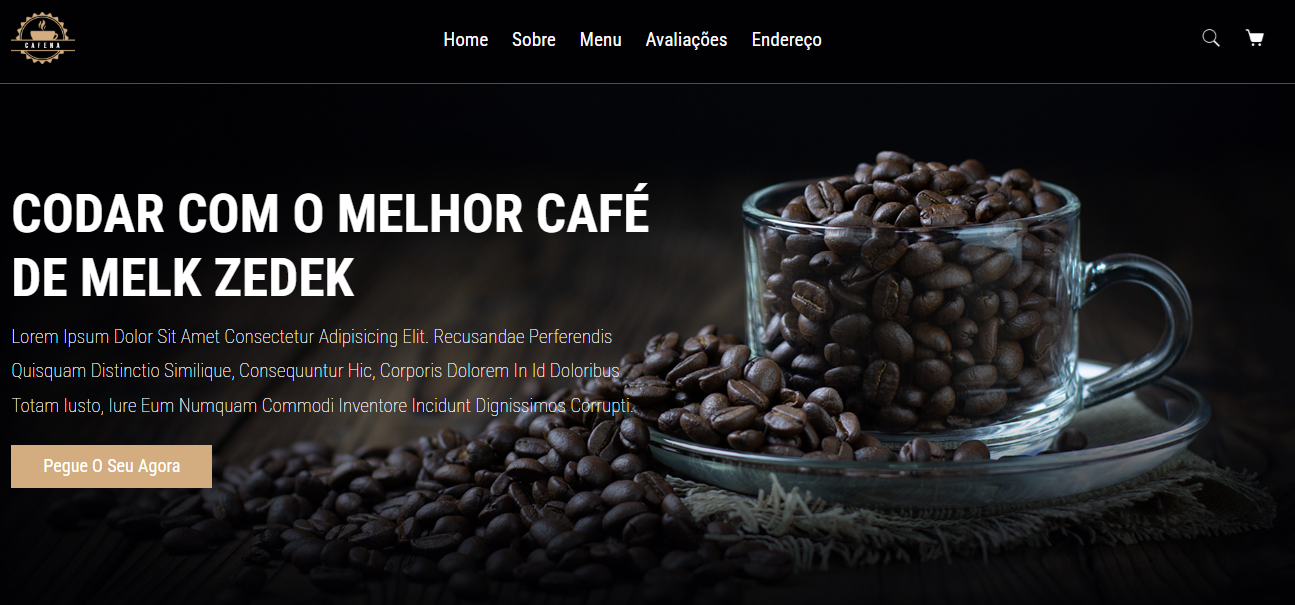 CAFENA
Home Sobre Menu Avaliações Endereço
CODAR COM O MELHOR CAFÉ
DE MELK ZEDEK
Lorem Ipsum Dolor Sit Amet Consectetur Adipisicing Elit. Recusandae Perferendis
Quisquam Distinctio Similique, Consequuntur Hic, Corporis Dolorem In Id Doloribus
Totam Iusto, Iure Eum Numquam Commodi Inventore Incidunt Dignissimos Corrupti.
Pegue O Seu Agora